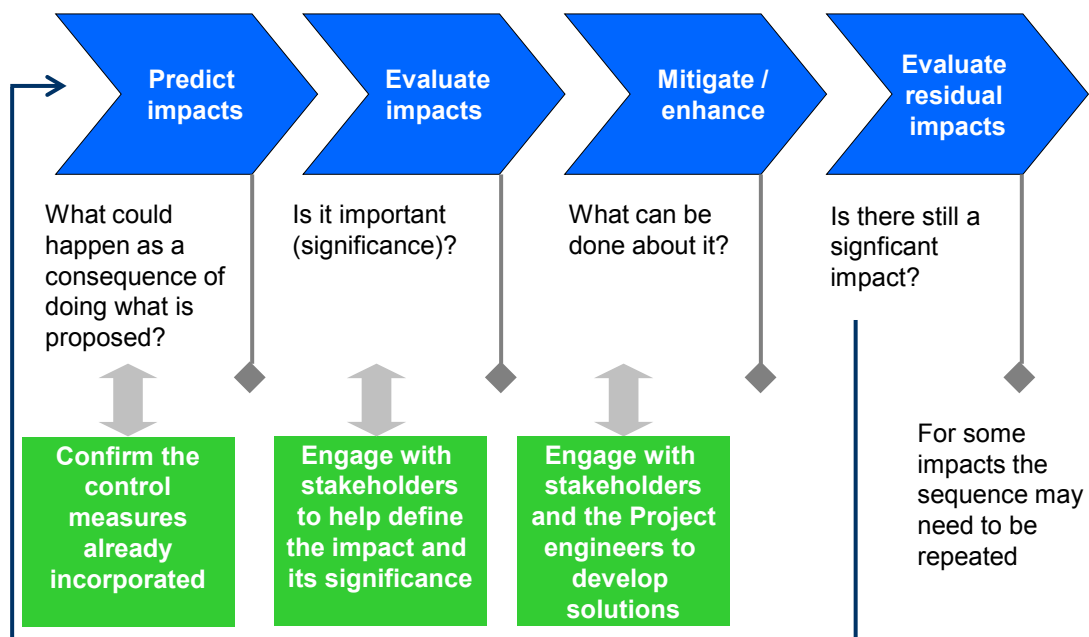 Predict
impacts
Evaluate
impacts
Mitigate /
enhance
Evaluate
residual
impacts
What could
happen as a
consequence of
doing what is
proposed?
Is it important
(significance)?
What can be
done about it?
Is there still a
signficant
impact?
Confirm the
control
measures
already
incorporated
Engage with
stakeholders
to help define
the impact and
its significance
Engage with
stakeholders
and the Project
engineers to
develop
solutions
For some
impacts the
sequence may
need to be
repeated